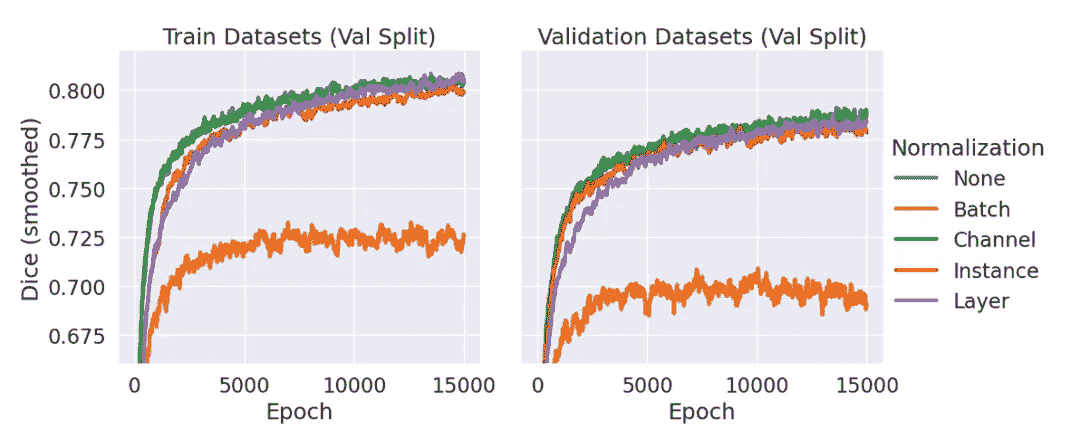 Train Datasets (Val Split)
Validation Datasets (Val Split)
Dice (smoothed)
0.800
0.775
0.750
0.725
0.700
0.675
0
5000
10000
15000
Epoch
0
5000
10000
15000
Epoch
Normalization
None
Batch
Channel
Instance
Layer